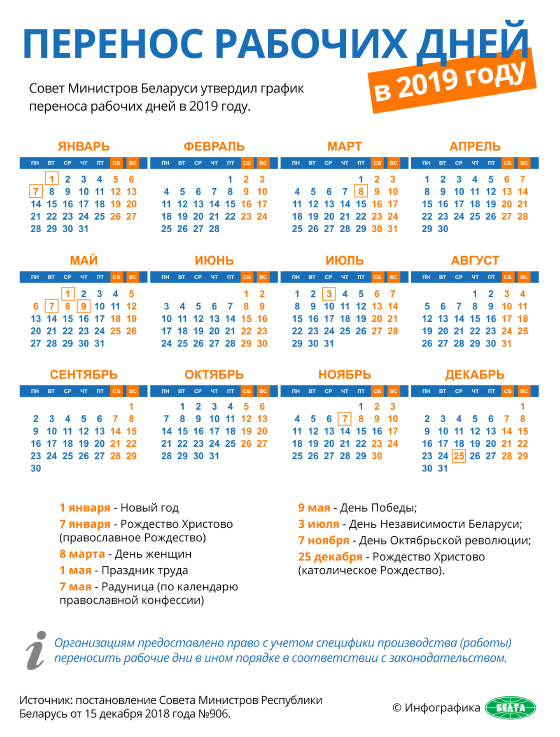 ПЕРЕНОС РАБОЧИХ ДНЕЙ
в 2019 году
Совет Министров Беларуси утвердил график
переноса рабочих дней в 2019 году.
ЯНВАРЬ
ПН ВТ СР ЧТ ПТ СБ ВС
1 2 3 4 5 6
7 8 9 10 11 12 13
14 15 16 17 18 19 20
21 22 23 24 25 26 27
28 29 30 31
ФЕВРАЛЬ
ПН ВТ СР ЧТ ПТ СБ ВС
1 2 3
4 5 6 7 8 9 10
11 12 13 14 15 16 17
18 19 20 21 22 23 24
25 26 27 28
МАРТ
ПН ВТ СР ЧТ ПТ СБ ВС
1 2 3
4 5 6 7 8 9 10
11 12 13 14 15 16 17
18 19 20 21 22 23 24
25 26 27 28 29 30 31
АПРЕЛЬ
ПН ВТ СР ЧТ ПТ СБ ВС
1 2 3 4 5 6 7
8 9 10 11 12 13 14
15 16 17 18 19 20 21
22 23 24 25 26 27 28
29 30
МАЙ
ПН ВТ СР ЧТ ПТ СБ ВС
1 2 3 4 5
6 7 8 9 10 11 12
13 14 15 16 17 18 19
20 21 22 23 24 25 26
27 28 29 30 31
ИЮНЬ
ПН ВТ СР ЧТ ПТ СБ ВС
1 2
3 4 5 6 7 8 9
10 11 12 13 14 15 16
17 18 19 20 21 22 23
24 25 26 27 28 29 30
ИЮЛЬ
ПН ВТ СР ЧТ ПТ СБ ВС
1 2 3 4 5 6 7
8 9 10 11 12 13 14
15 16 17 18 19 20 21
22 23 24 25 26 27 28
29 30 31
АВГУСТ
ПН ВТ СР ЧТ ПТ СБ ВС
1 2 3 4
5 6 7 8 9 10 11
12 13 14 15 16 17 18
19 20 21 22 23 24 25
26 27 28 29 30 31
СЕНТЯБРЬ
ПН ВТ СР ЧТ ПТ СБ ВС
1
2 3 4 5 6 7 8
9 10 11 12 13 14 15
16 17 18 19 20 21 22
23 24 25 26 27 28 29
30
ОКТЯБРЬ
ПН ВТ СР ЧТ ПТ СБ ВС
1 2 3 4 5 6
7 8 9 10 11 12 13
14 15 16 17 18 19 20
21 22 23 24 25 26 27
28 29 30 31
НОЯБРЬ
ПН ВТ СР ЧТ ПТ СБ ВС
1 2 3
4 5 6 7 8 9 10
11 12 13 14 15 16 17
18 19 20 21 22 23 24
25 26 27 28 29 30
ДЕКАБРЬ
ПН ВТ СР ЧТ ПТ СБ ВС
1
2 3 4 5 6 7 8
9 10 11 12 13 14 15
16 17 18 19 20 21 22
23 24 25 26 27 28 29
30 31
1 января - Новый год
7 января - Рождество Христово
(православное Рождество)
8 марта - День женщин
1 мая - Праздник труда
7 мая - Радуница (по календарю
православной конфессии)
9 мая - День Победы;
3 июля - День Независимости Беларуси;
7 ноября - День Октябрьской революции;
25 декабря - Рождество Христово
(католическое Рождество).
i
Организациям предоставлено право с учетом специфики производства (работы)
переносить рабочие дни в ином порядке в соответствии с законодательством.
Источник: постановление Совета Министров Республики
Беларусь от 15 декабря 2018 года №906.
© Инфографика БЕЛТА